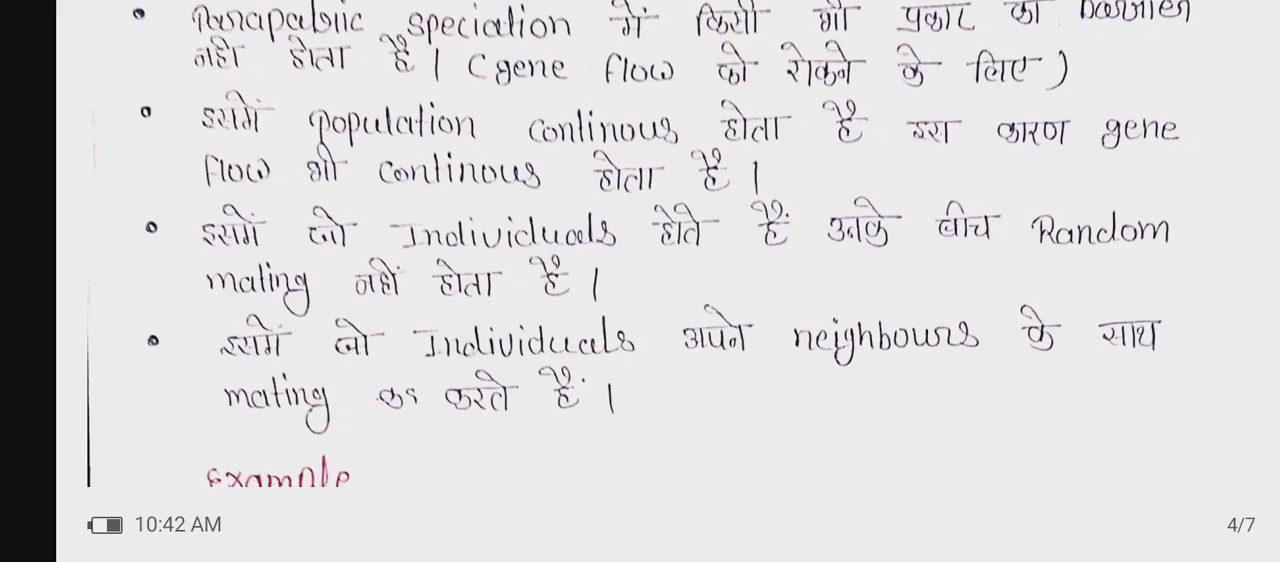 • Parapatric speciation में किसी भी प्रकार का barrier
नही होता है । (gene flow को रोकने के लिए)
• इसमें population continous होता है इस कारण gene
flow भी continous होता है ।
• इसमें जो Individuals होते हैं उनके बीच Random
mating नहीं होता है ।
• इसमें जो Individuals अपने neighbours के साथ
mating करते हैं ।
Example
10:42 AM
4/7